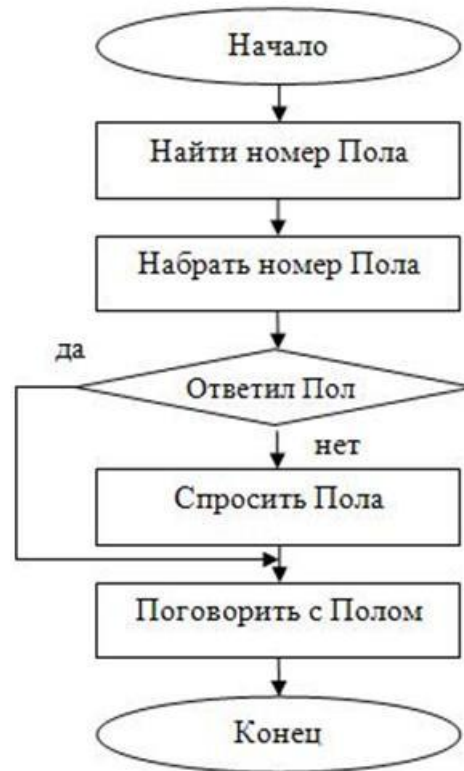 Начало
Найти номер Пола
Набрать номер Пола
да
Ответил Пол
нет
Спросить Пола
Поговорить с Полом
Конец